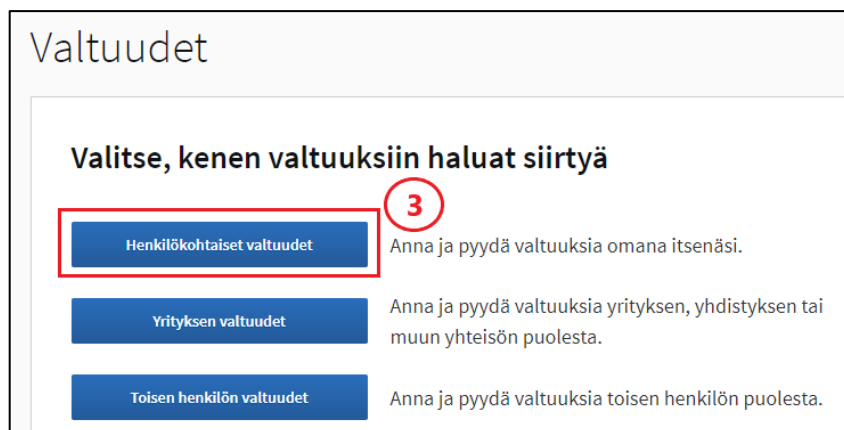 Valtuudet
Valitse, kenen valtuuksiin haluat siirtyä
3
Henkilökohtaiset valtuudet
Anna ja pyydä valtuuksia omana itsenäsi.
Yrityksen valtuudet
Anna ja pyydä valtuuksia yrityksen, yhdistyksen tai
muun yhteisön puolesta.
Toisen henkilön valtuudet
Anna ja pyydä valtuuksia toisen henkilön puolesta.